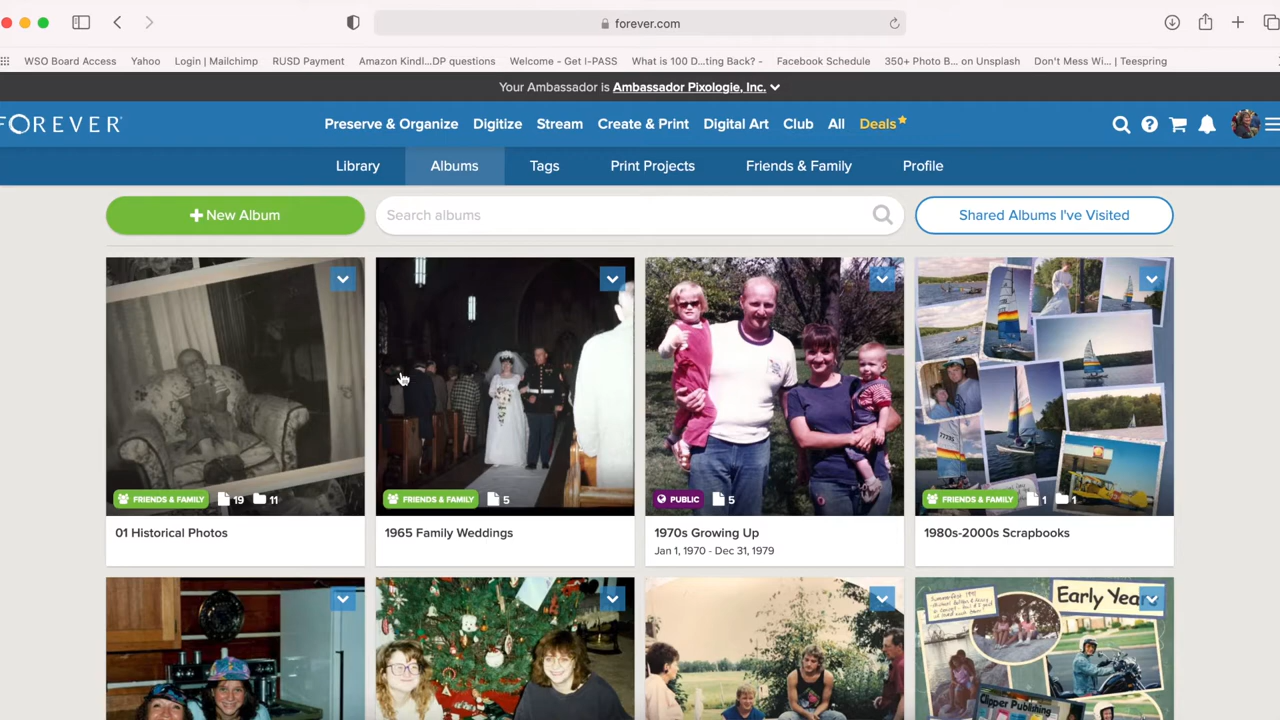 forever.com
WSO Board Access Yahoo Login | Mailchimp RUSD Payment Amazon Kindl...DP questions Welcome - Get I-PASS What is 100 D...ting Back? - Facebook Schedule 350+ Photo B... on Unsplash Don't Mess Wi... | Teespring
Your Ambassador is Ambassador Pixologie, Inc.
FOREVER Preserve & Organize Digitize Stream Create & Print Digital Art Club All Deals
Library Albums Tags Print Projects Friends & Family Profile
New Album Search albums Shared Albums I've Visited
77735
FRIENDS & FAMILY 19 11 FRIENDS & FAMILY 5 PUBLIC 5 FRIENDS & FAMILY 1 1
01 Historical Photos 1965 Family Weddings 1970s Growing Up 1980s-2000s Scrapbooks
Jan 1, 1970 - Dec 31, 1979
Early Years
Clipper Publishing